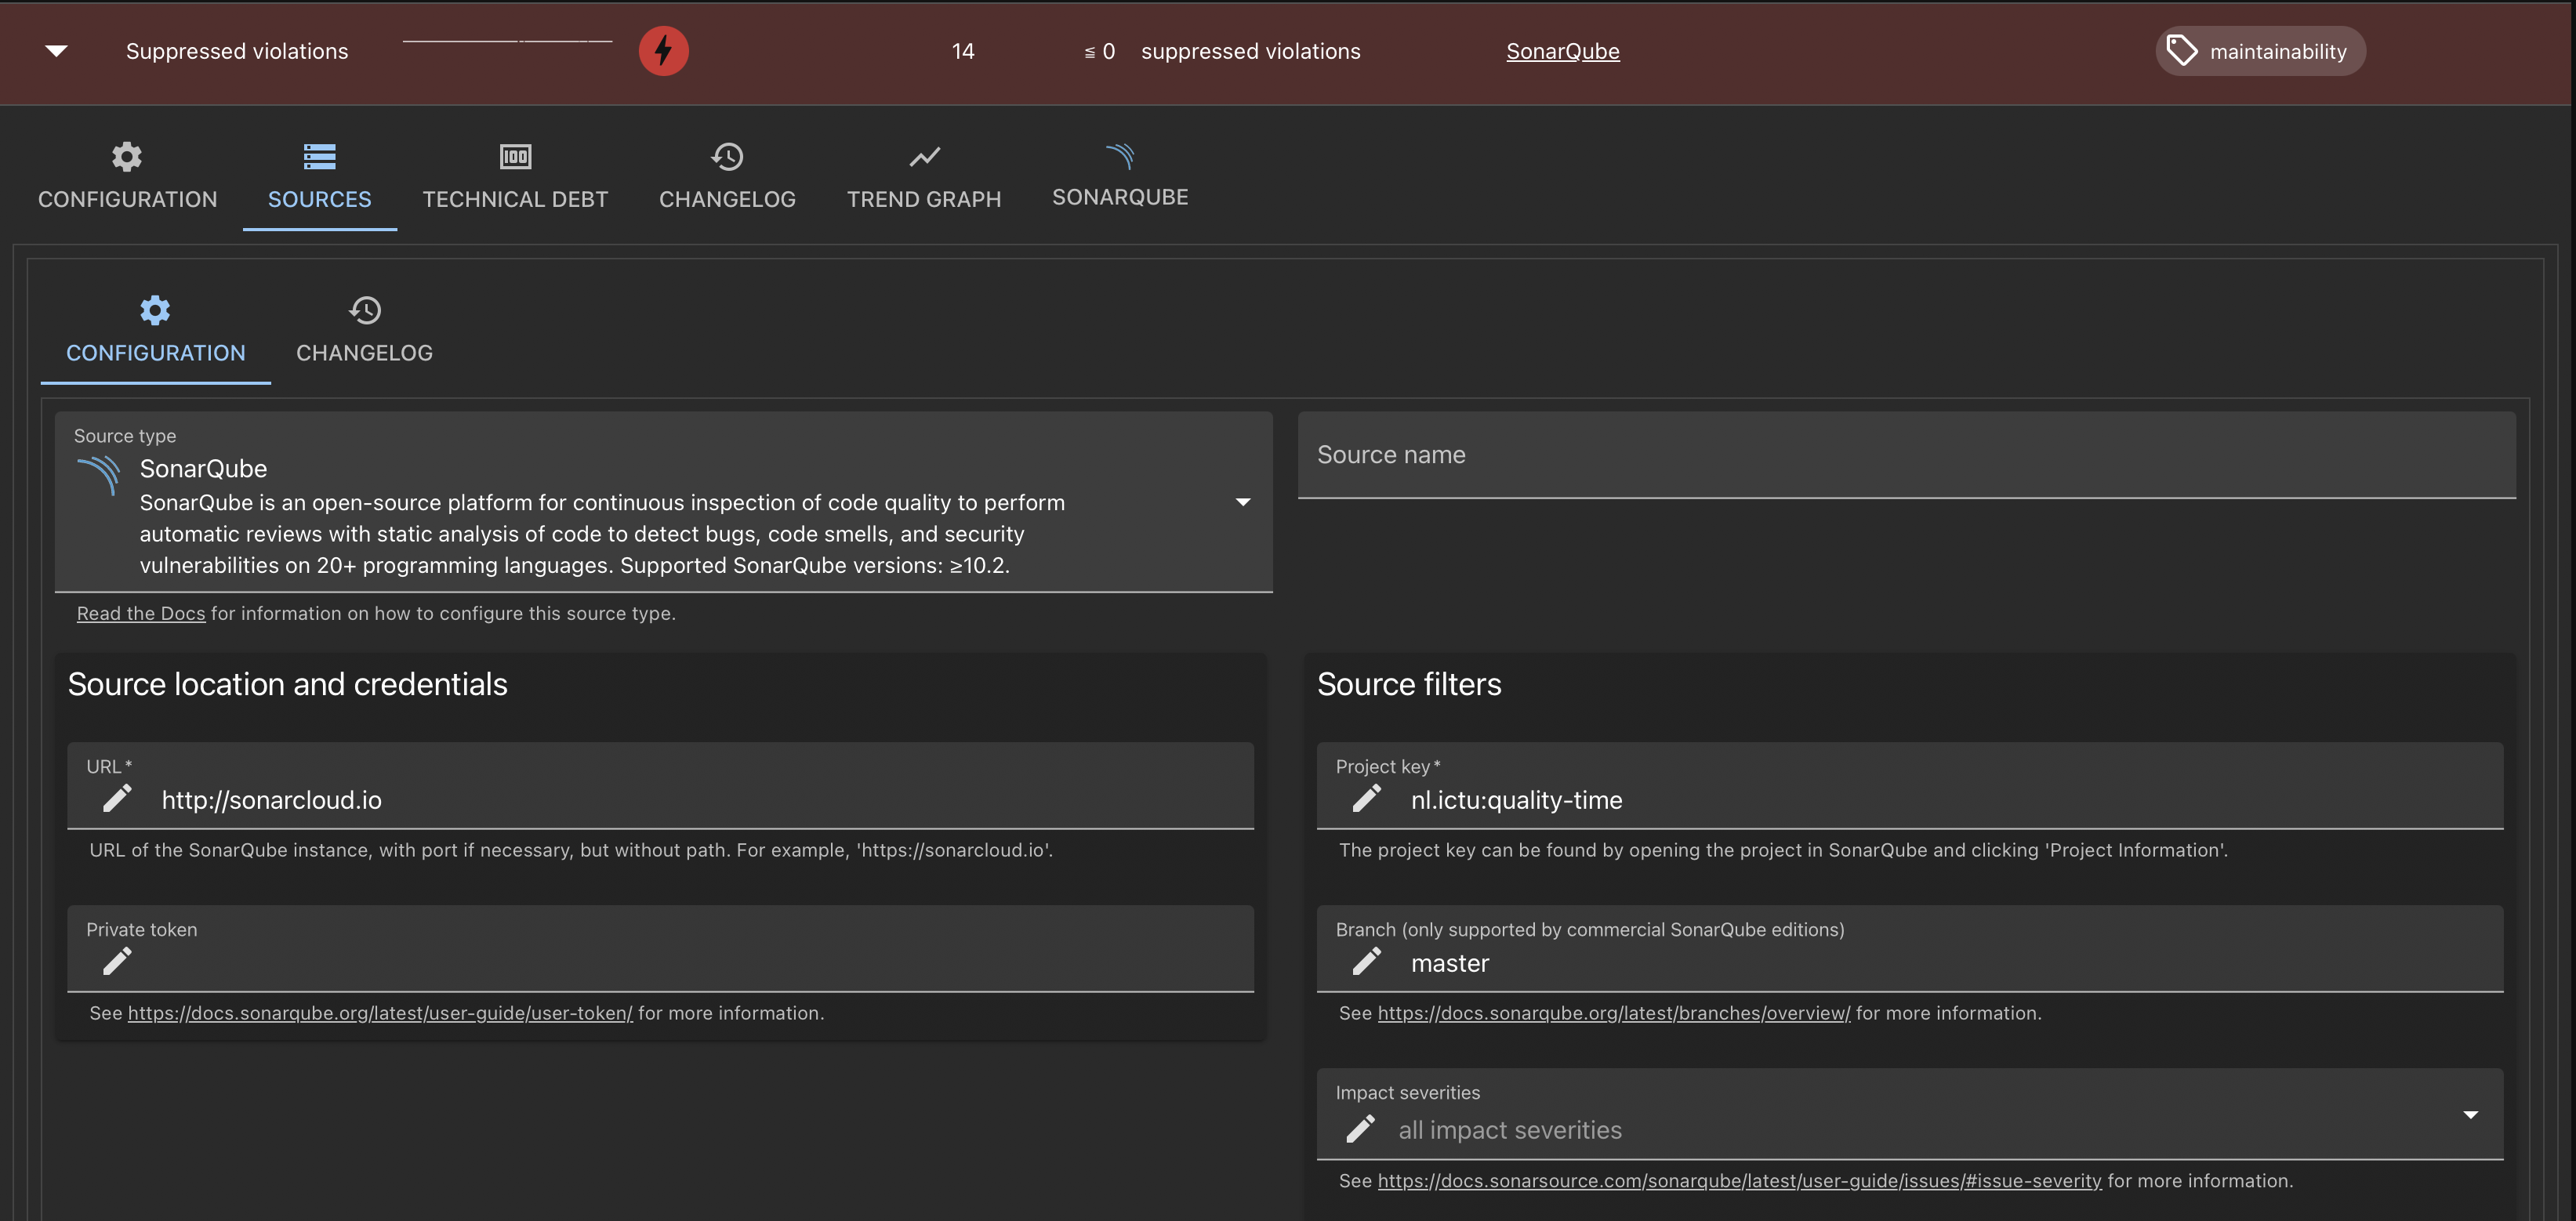 Suppressed violations 14 ≦ 0 suppressed violations SonarQube maintainability
CONFIGURATION SOURCES TECHNICAL DEBT CHANGELOG TREND GRAPH SONARQUBE
CONFIGURATION CHANGELOG
Source type
SonarQube
SonarQube is an open-source platform for continuous inspection of code quality to perform
automatic reviews with static analysis of code to detect bugs, code smells, and security
vulnerabilities on 20+ programming languages. Supported SonarQube versions: ≥10.2.
Read the Docs for information on how to configure this source type.
Source name
Source location and credentials
URL *
http://sonarcloud.io
URL of the SonarQube instance, with port if necessary, but without path. For example, 'https://sonarcloud.io'.
Private token
See https://docs.sonarqube.org/latest/user-guide/user-token/ for more information.
Source filters
Project key *
nl.ictu:quality-time
The project key can be found by opening the project in SonarQube and clicking 'Project Information'.
Branch (only supported by commercial SonarQube editions)
master
See https://docs.sonarqube.org/latest/branches/overview/ for more information.
Impact severities
all impact severities
See https://docs.sonarsource.com/sonarqube/latest/user-guide/issues/#issue-severity for more information.